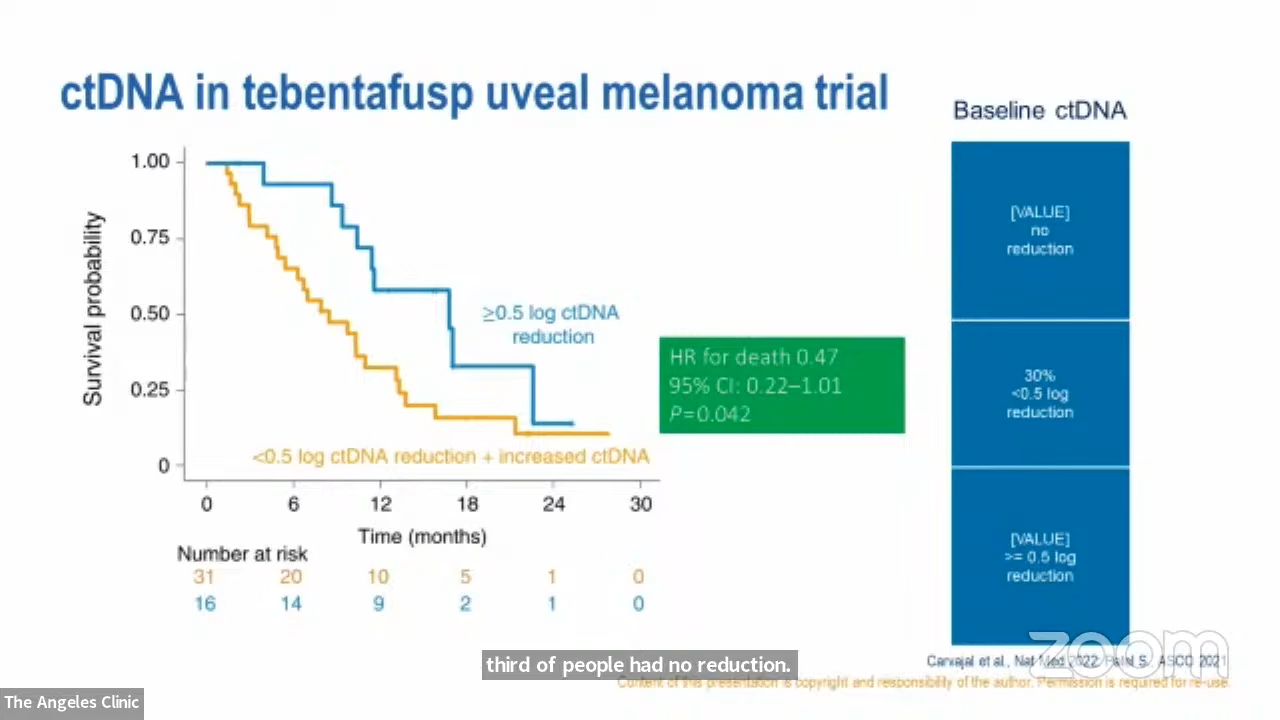 ctDNA in tebentafusp uveal melanoma trial
Baseline ctDNA
1.00
0.75
0.50
0.25
0
Survival probability
≥0.5 log ctDNA
reduction
<0.5 log ctDNA reduction + increased ctDNA
0 6 12 18 24 30
Time (months)
Number at risk
31 20 10 5 1 0
16 14 9 2 1 0
HR for death 0.47
95% CI: 0.22–1.01
P=0.042
[VALUE]
no
reduction
30%
<0.5 log
reduction
[VALUE]
>= 0.5 log
reduction
zoom
Carvajal et al., Nat Med 2022; Patel S., ASCO 2021
Content of this presentation is copyright and responsibility of the author. Permission is required for re-use.
third of people had no reduction.
The Angeles Clinic